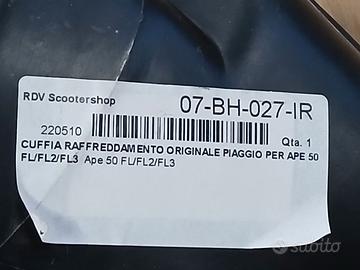 RDV Scootershop
07-BH-027-IR
220510
Qta. 1
CUFFIA RAFFREDDAMENTO ORIGINALE PIAGGIO PER APE 50
FL/FL2/FL3 Ape 50 FL/FL2/FL3
subito